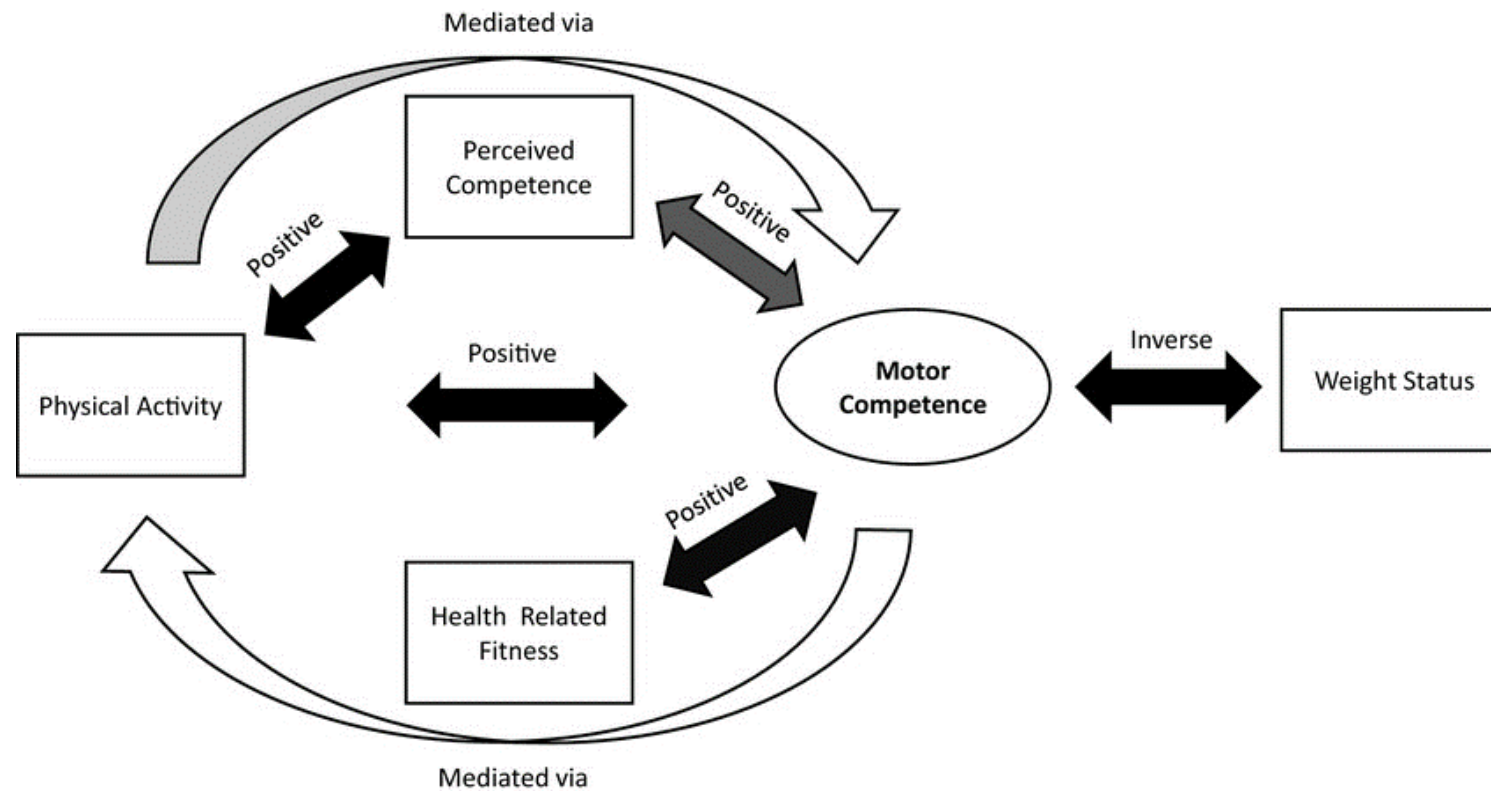 Mediated via
Perceived
Competence
Positive
Positive
Positive
Physical Activity
Motor
Competence
Inverse
Weight Status
Positive
Health Related
Fitness
Mediated via